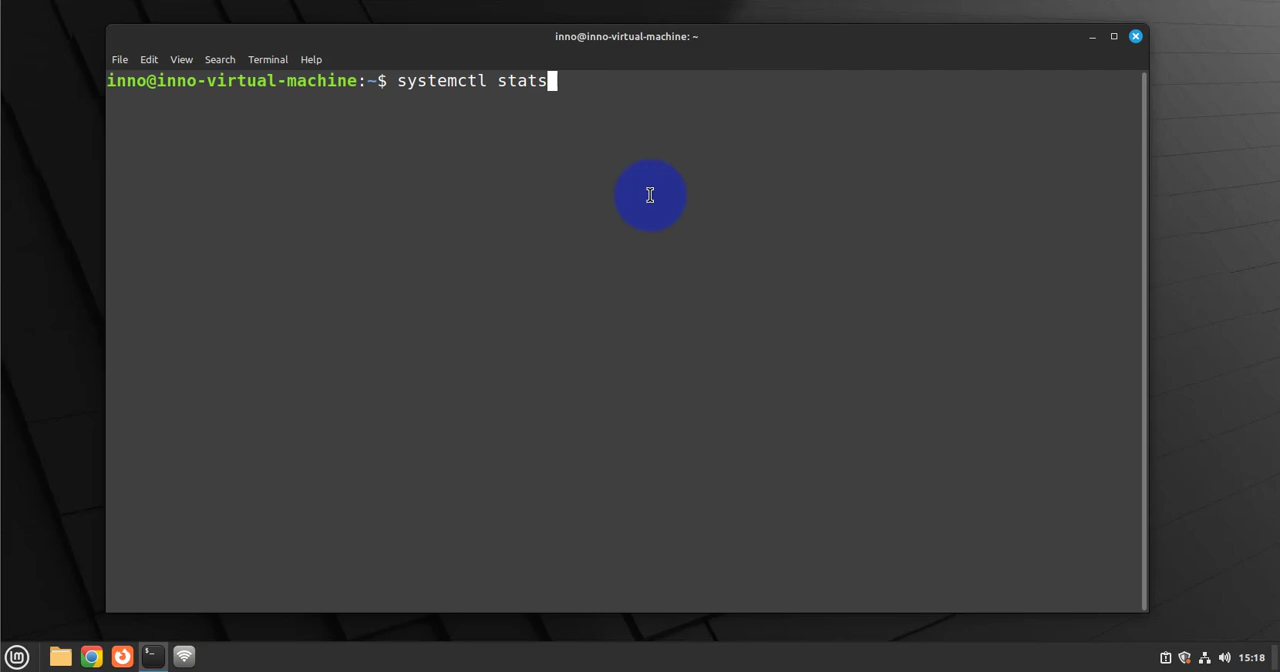 inno@inno-virtual-machine: ~
File Edit View Search Terminal Help
inno@inno-virtual-machine:~$ systemctl stats
15:18